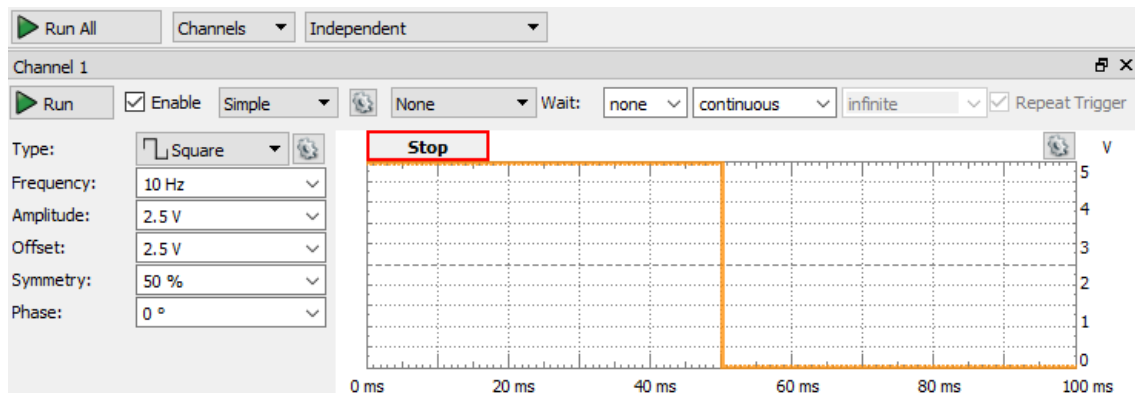 Run All Channels Independent
Channel 1
Run Enable Simple None Wait: none continuous infinite Repeat Trigger
Type: Square Stop V
Frequency: 10 Hz
Amplitude: 2.5 V
Offset: 2.5 V
Symmetry: 50 %
Phase: 0 °
5
4
3
2
1
0
0 ms 20 ms 40 ms 60 ms 80 ms 100 ms